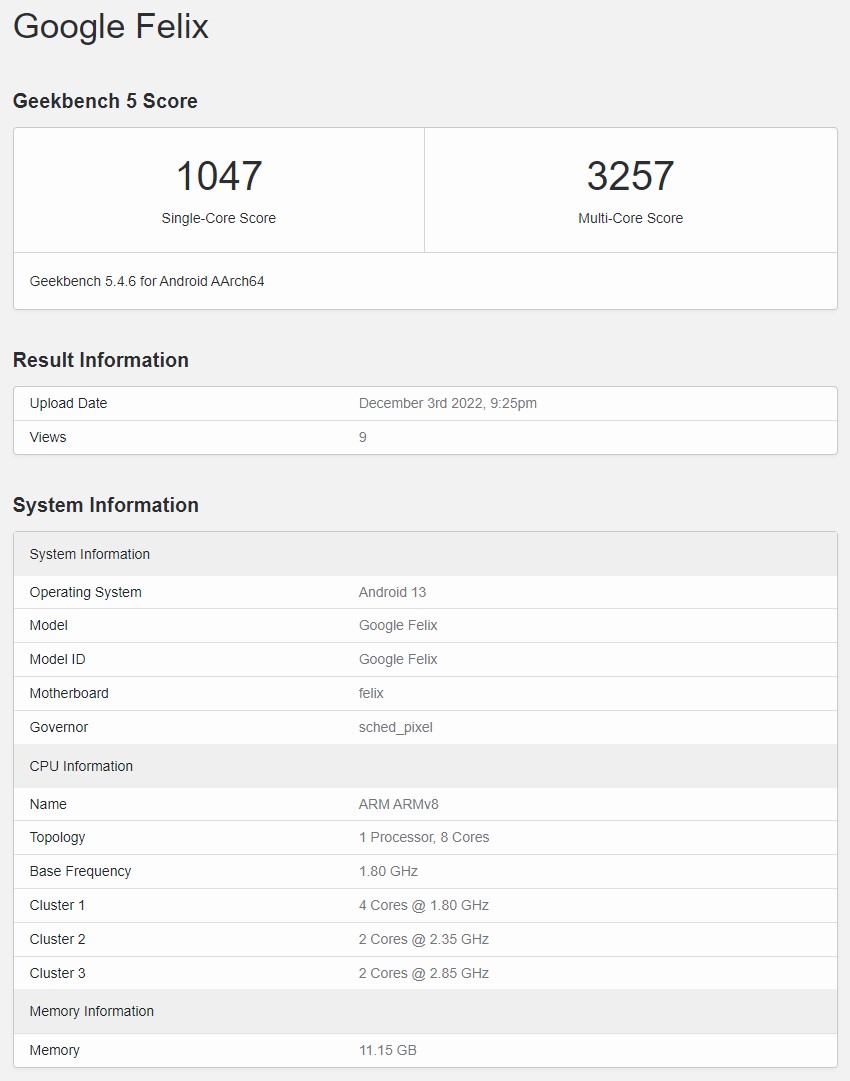 Google Felix
Geekbench 5 Score
1047 3257
Single-Core Score Multi-Core Score
Geekbench 5.4.6 for Android AArch64
Result Information
Upload Date December 3rd 2022, 9:25pm
Views 9
System Information
System Information
Operating System Android 13
Model Google Felix
Model ID Google Felix
Motherboard felix
Governor sched_pixel
CPU Information
Name ARM ARMv8
Topology 1 Processor, 8 Cores
Base Frequency 1.80 GHz
Cluster 1 4 Cores @ 1.80 GHz
Cluster 2 2 Cores @ 2.35 GHz
Cluster 3 2 Cores @ 2.85 GHz
Memory Information
Memory 11.15 GB